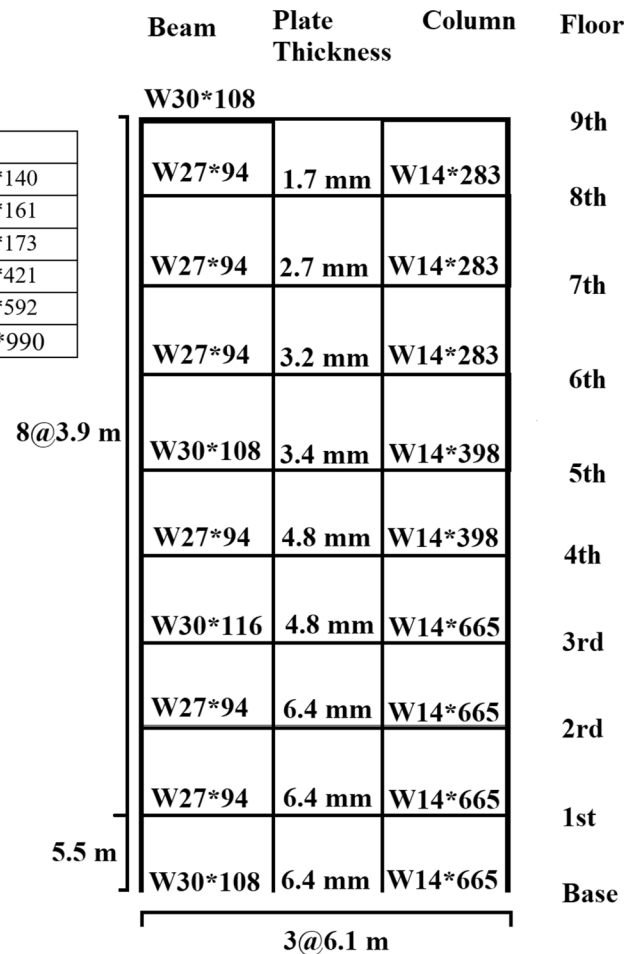 Beam Plate Thickness Column Floor
W30*108
9th
*140
*161
*173
*421
*592
*990
W27*94 1.7 mm W14*283
8th
W27*94 2.7 mm W14*283
7th
W27*94 3.2 mm W14*283
6th
8@3.9 m
W30*108 3.4 mm W14*398
5th
W27*94 4.8 mm W14*398
4th
W30*116 4.8 mm W14*665
3rd
W27*94 6.4 mm W14*665
2rd
W27*94 6.4 mm W14*665
1st
5.5 m
W30*108 6.4 mm W14*665
Base
3@6.1 m